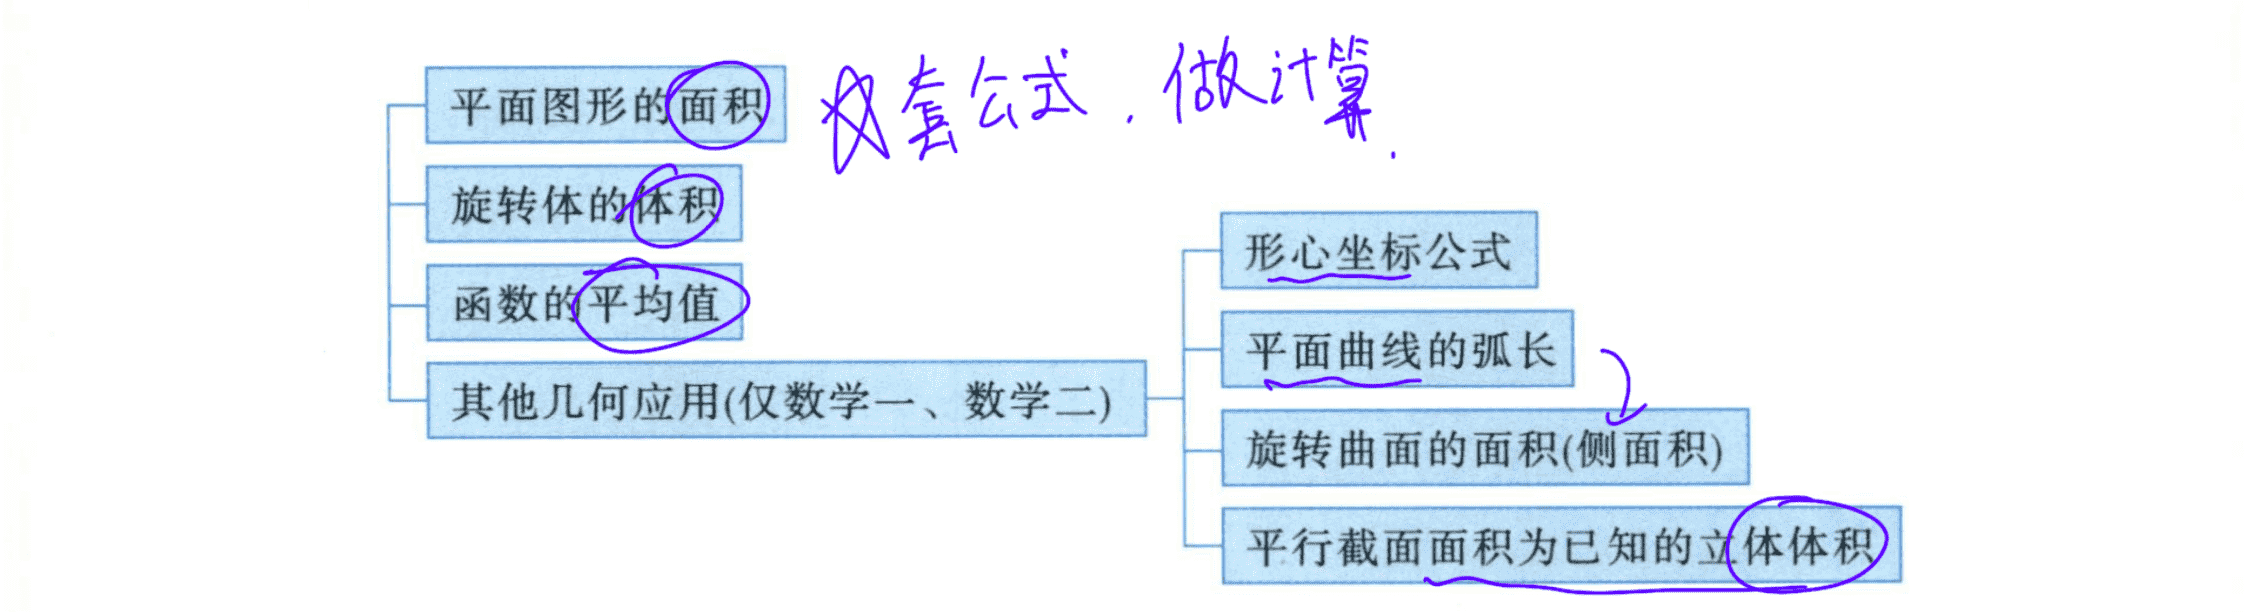 平面图形的面积
☆套公式．做计算．
旋转体的体积
函数的平均值
其他几何应用(仅数学一、数学二)
形心坐标公式
平面曲线的弧长
旋转曲面的面积(侧面积)
平行截面面积为已知的立体体积